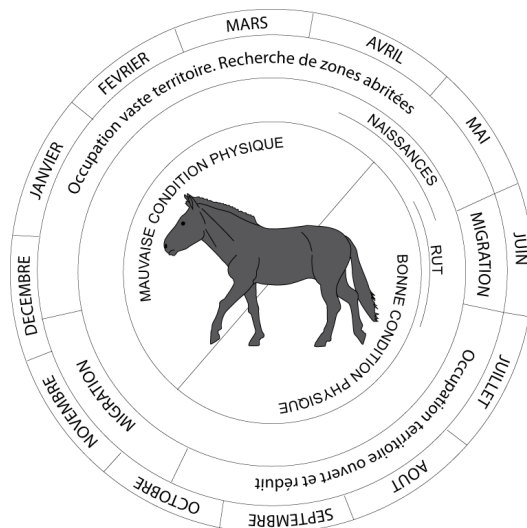 JANVIER
FEVRIER
MARS
AVRIL
MAI
JUIN
JUILLET
AOUT
SEPTEMBRE
OCTOBRE
NOVEMBRE
DECEMBRE
Occupation vaste territoire. Recherche de zones abritées
MIGRATION
Occupation territoire ouvert et réduit
MIGRATION
NAISSANCES
RUT
MAUVAISE CONDITION PHYSIQUE
BONNE CONDITION PHYSIQUE